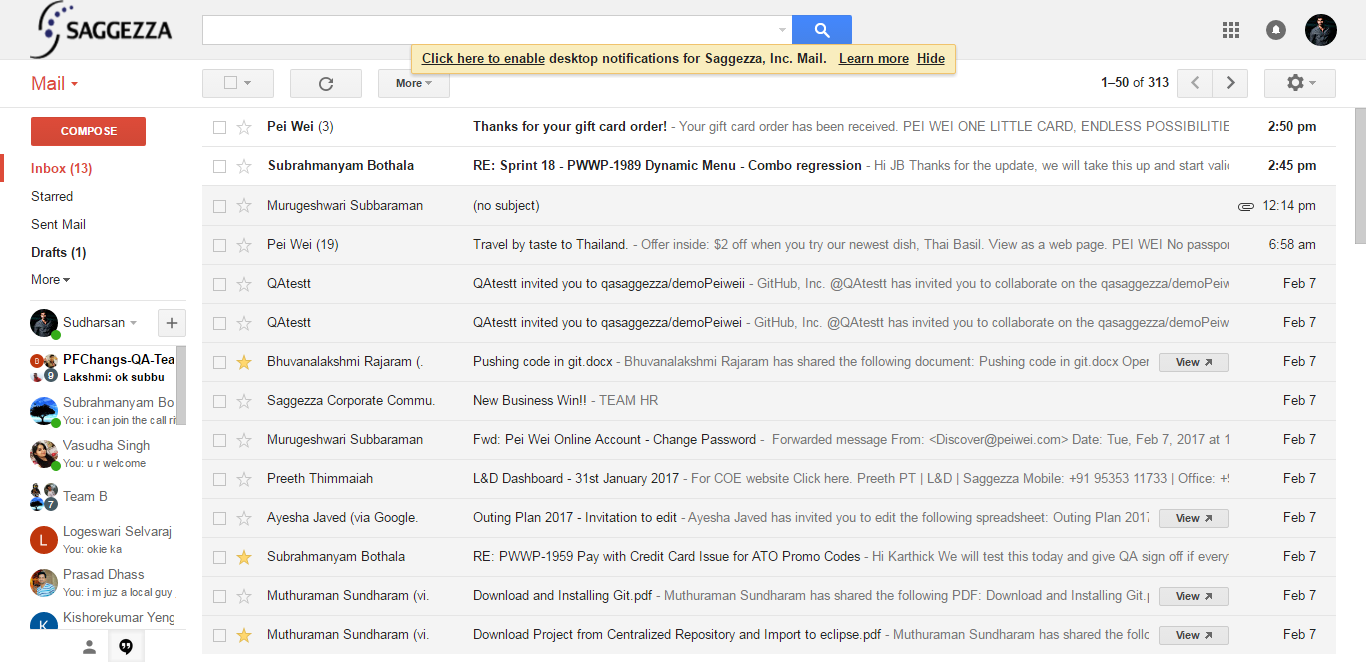 SAGGEZZA
Click here to enable desktop notifications for Saggezza, Inc. Mail. Learn more Hide
Mail
More
1–50 of 313
COMPOSE
Inbox (13)
Starred
Sent Mail
Drafts (1)
More
Sudharsan
PFChangs-QA-Tea
9
Lakshmi: ok subbu
Subrahmanyam Bo
You: i can join the call ri
Vasudha Singh
You: u r welcome
Team B
7
L
Logeswari Selvaraj
You: okie ka
Prasad Dhass
You: i m juz a local guy
K
Kishorekumar Yeng
Pei Wei (3) Thanks for your gift card order! - Your gift card order has been received. PEI WEI ONE LITTLE CARD, ENDLESS POSSIBILITIE 2:50 pm
Subrahmanyam Bothala RE: Sprint 18 - PWWP-1989 Dynamic Menu - Combo regression - Hi JB Thanks for the update, we will take this up and start valid 2:45 pm
Murugeshwari Subbaraman (no subject) 12:14 pm
Pei Wei (19) Travel by taste to Thailand. - Offer inside: $2 off when you try our newest dish, Thai Basil. View as a web page. PEI WEI No passpor 6:58 am
QAtestt QAtestt invited you to qasaggezza/demoPeiweii - GitHub, Inc. @QAtestt has invited you to collaborate on the qasaggezza/demoPeiw Feb 7
QAtestt QAtestt invited you to qasaggezza/demoPeiwei - GitHub, Inc. @QAtestt has invited you to collaborate on the qasaggezza/demoPeiw Feb 7
Bhuvanalakshmi Rajaram (. Pushing code in git.docx - Bhuvanalakshmi Rajaram has shared the following document: Pushing code in git.docx Open View Feb 7
Saggezza Corporate Commu. New Business Win!! - TEAM HR Feb 7
Murugeshwari Subbaraman Fwd: Pei Wei Online Account - Change Password - Forwarded message From: <Discover@peiwei.com> Date: Tue, Feb 7, 2017 at 1 Feb 7
Preeth Thimmaiah L&D Dashboard - 31st January 2017 - For COE website Click here. Preeth PT | L&D | Saggezza Mobile: +91 95353 11733 | Office: +9 Feb 7
Ayesha Javed (via Google. Outing Plan 2017 - Invitation to edit - Ayesha Javed has invited you to edit the following spreadsheet: Outing Plan 2017 View Feb 7
Subrahmanyam Bothala RE: PWWP-1959 Pay with Credit Card Issue for ATO Promo Codes - Hi Karthick We will test this today and give QA sign off if every Feb 7
Muthuraman Sundharam (vi. Download and Installing Git.pdf - Muthuraman Sundharam has shared the following PDF: Download and Installing Git.p View Feb 7
Muthuraman Sundharam (vi. Download Project from Centralized Repository and Import to eclipse.pdf - Muthuraman Sundharam has shared the follo View Feb 7